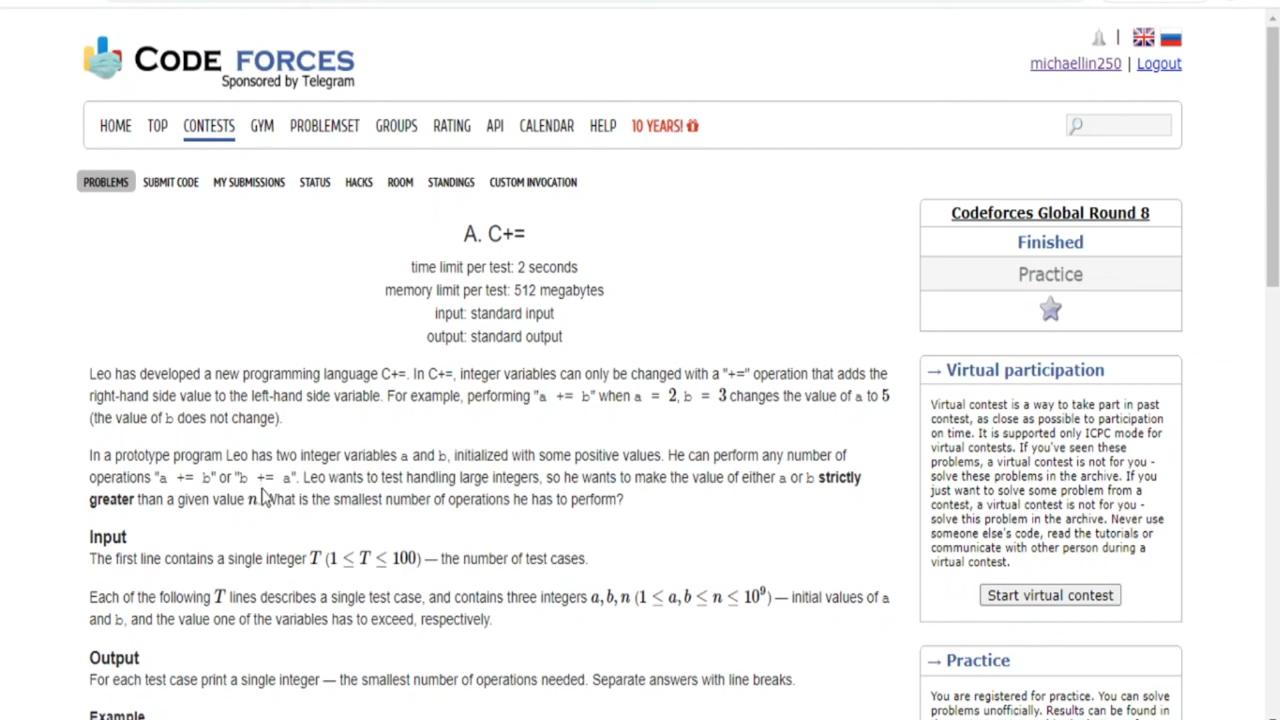 CODE FORCES
Sponsored by Telegram
michaellin250 | Logout
HOME TOP CONTESTS GYM PROBLEMSET GROUPS RATING API CALENDAR HELP 10 YEARS!
PROBLEMS SUBMIT CODE MY SUBMISSIONS STATUS HACKS ROOM STANDINGS CUSTOM INVOCATION
A. C+=
time limit per test: 2 seconds
memory limit per test: 512 megabytes
input: standard input
output: standard output
Leo has developed a new programming language C+=. In C+=, integer variables can only be changed with a "+=" operation that adds the
right-hand side value to the left-hand side variable. For example, performing "a += b" when a = 2, b = 3 changes the value of a to 5
(the value of b does not change).
In a prototype program Leo has two integer variables a and b, initialized with some positive values. He can perform any number of
operations "a += b" or "b += a". Leo wants to test handling large integers, so he wants to make the value of either a or b strictly
greater than a given value n. What is the smallest number of operations he has to perform?
Input
The first line contains a single integer T (1 ≤ T ≤ 100) — the number of test cases.
Each of the following T lines describes a single test case, and contains three integers a, b, n (1 ≤ a, b ≤ n ≤ 10⁹) — initial values of a
and b, and the value one of the variables has to exceed, respectively.
Output
For each test case print a single integer — the smallest number of operations needed. Separate answers with line breaks.
Example
Codeforces Global Round 8
Finished
Practice
→ Virtual participation
Virtual contest is a way to take part in past
contest, as close as possible to participation
on time. It is supported only ICPC mode for
virtual contests. If you've seen these
problems, a virtual contest is not for you -
solve these problems in the archive. If you
just want to solve some problem from a
contest, a virtual contest is not for you -
solve this problem in the archive. Never use
someone else's code, read the tutorials or
communicate with other person during a
virtual contest.
Start virtual contest
→ Practice
You are registered for practice. You can solve
problems unofficially. Results can be found in